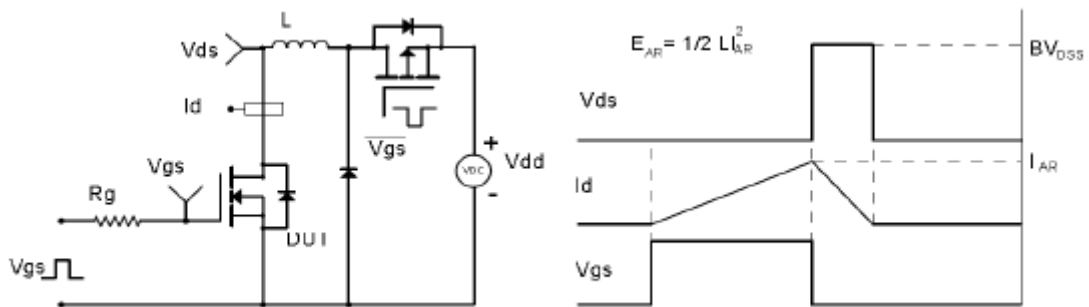 L
Vds
Id
Vgs
Rg
DUT
Vgs
Vgs
+
VDC
-
Vdd
E_AR = 1/2 LI²_AR
BV_DSS
Vds
I_AR
Id
Vgs